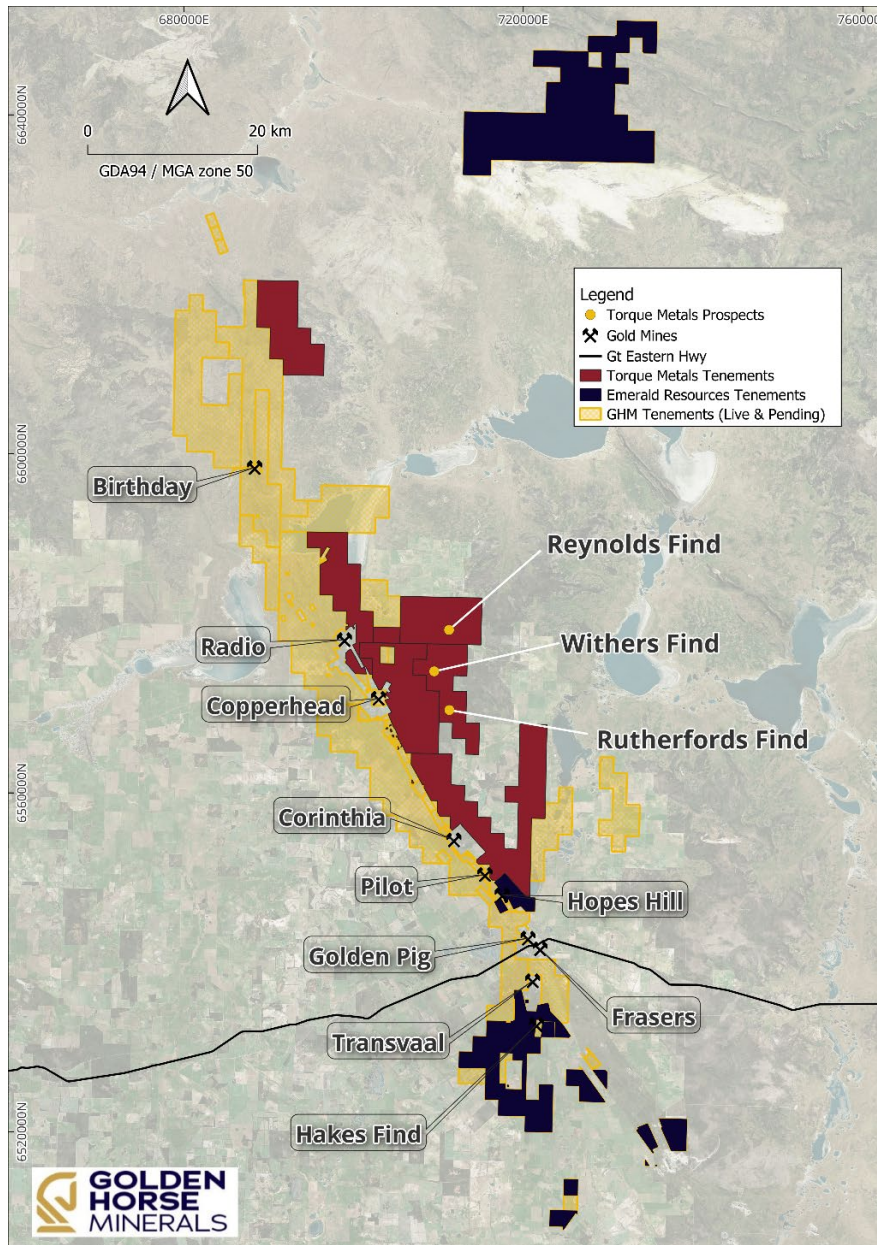 680000E
720000E
760000
6640000N
0
20 km
GDA94 / MGA zone 50
Legend
Torque Metals Prospects
Gold Mines
Gt Eastern Hwy
Torque Metals Tenements
Emerald Resources Tenements
GHM Tenements (Live & Pending)
6600000N
Birthday
Reynolds Find
Radio
Withers Find
Copperhead
Rutherfords Find
6560000N
Corinthia
Pilot
Hopes Hill
Golden Pig
Frasers
Transvaal
Hakes Find
6520000N
GOLDEN
HORSE
MINERALS